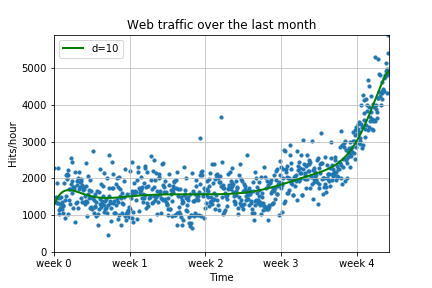 Web traffic over the last month
d=10
Hits/hour
5000
4000
3000
2000
1000
0
week 0 week 1 week 2 week 3 week 4
Time